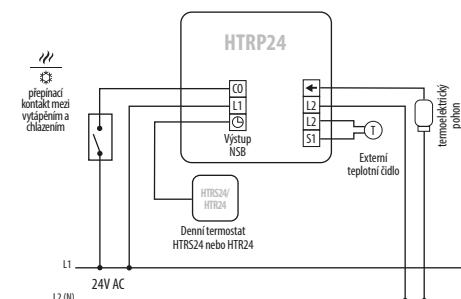 HTRP24
přepínací
kontakt mezi
vytápěním a
chlazením
CO
L1
Výstup
NSB
L2
L2
S1
T
Externí
teplotní čidlo
termoelektrický
pohon
HTRS24/
HTR24
Denní termostat
HTRS24 nebo HTR24
L1
24V AC
L2 (N)